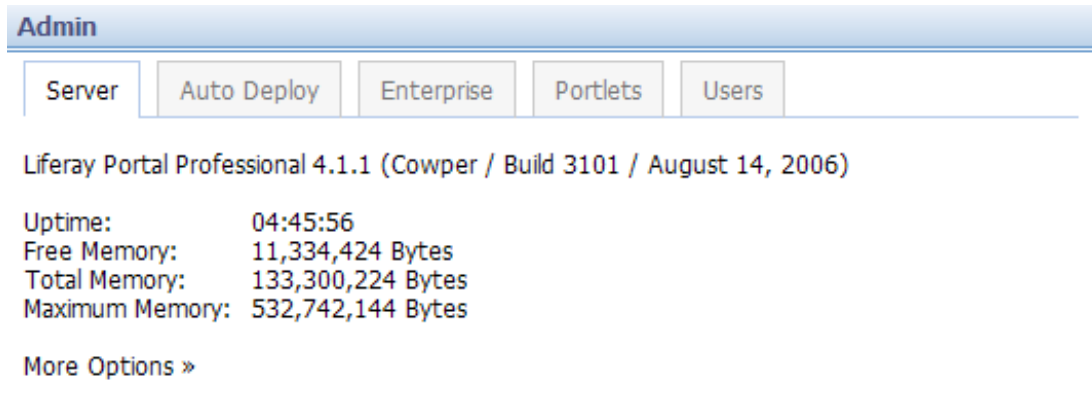 Admin
Server Auto Deploy Enterprise Portlets Users
Liferay Portal Professional 4.1.1 (Cowper / Build 3101 / August 14, 2006)
Uptime: 04:45:56
Free Memory: 11,334,424 Bytes
Total Memory: 133,300,224 Bytes
Maximum Memory: 532,742,144 Bytes
More Options »